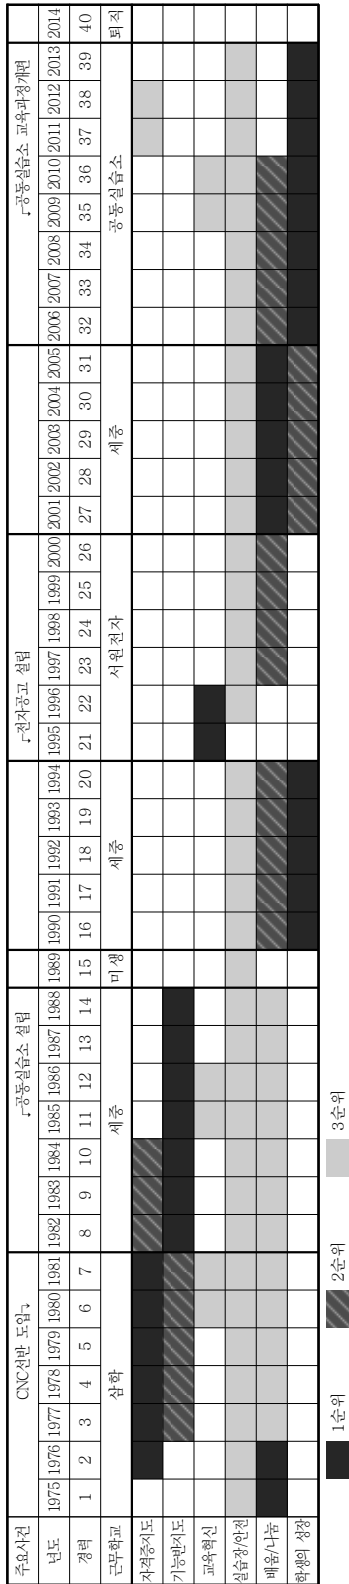 주요사건 CNC선반 도입↴ ┌공동실습소 설립 ┌전자공고 설립 ┌공동실습소 교육과정개편
년도 1975 1976 1977 1978 1979 1980 1981 1982 1983 1984 1985 1986 1987 1988 1989 1990 1991 1992 1993 1994 1995 1996 1997 1998 1999 2000 2001 2002 2003 2004 2005 2006 2007 2008 2009 2010 2011 2012 2013 2014
경력 1 2 3 4 5 6 7 8 9 10 11 12 13 14 15 16 17 18 19 20 21 22 23 24 25 26 27 28 29 30 31 32 33 34 35 36 37 38 39 40
근무학교 삼학 세종 미생 세종 서원전자 세종 공동실습소 퇴직
자격증지도
기능반지도
교육혁신
실습장/안전
배움/나눔
학생의 성장
1순위 2순위 3순위